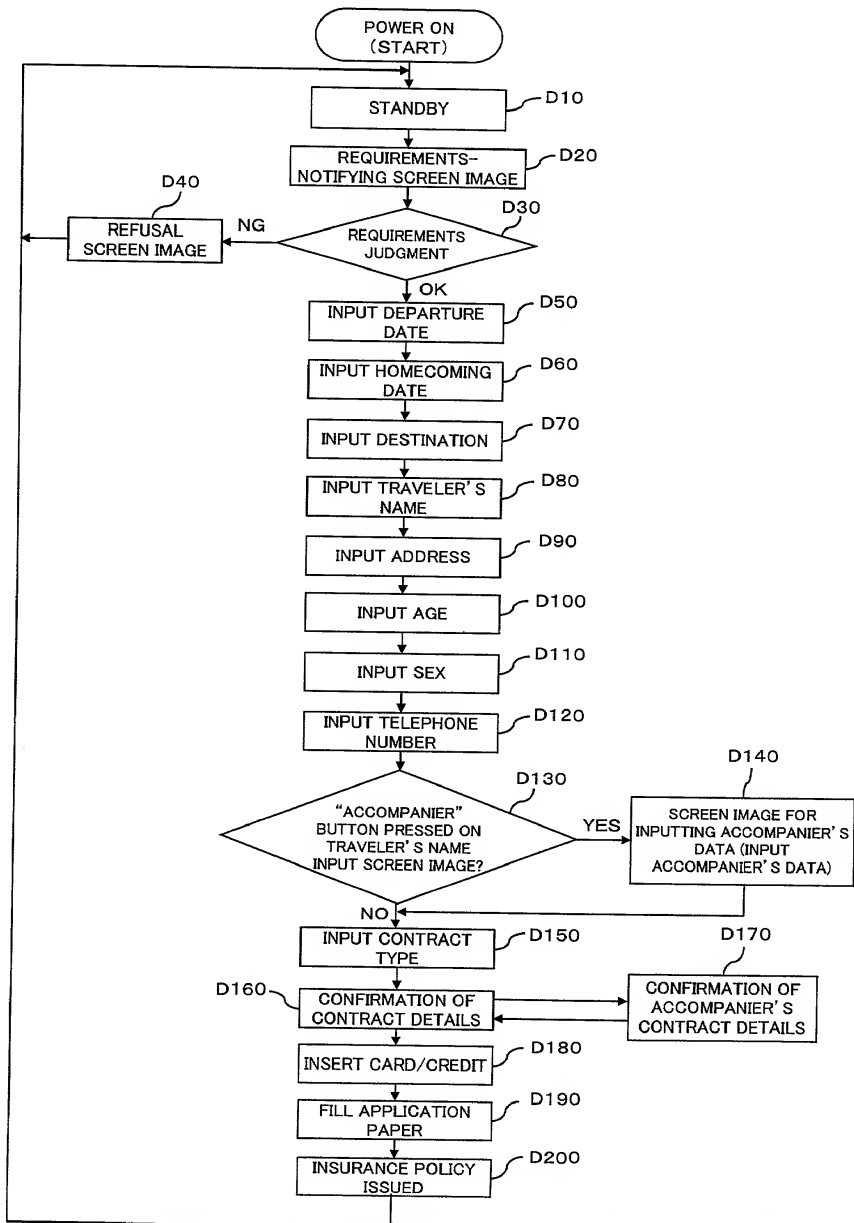 POWER ON
(START)
STANDBY
D10
REQUIREMENTS-
NOTIFYING SCREEN IMAGE
D20
D40
REFUSAL
SCREEN IMAGE
NG
REQUIREMENTS
JUDGMENT
D30
OK
INPUT DEPARTURE
DATE
D50
INPUT HOMECOMING
DATE
D60
INPUT DESTINATION
D70
INPUT TRAVELER'S
NAME
D80
INPUT ADDRESS
D90
INPUT AGE
D100
INPUT SEX
D110
INPUT TELEPHONE
NUMBER
D120
"ACCOMPANIER"
BUTTON PRESSED ON
TRAVELER'S NAME
INPUT SCREEN IMAGE?
D130
YES
D140
SCREEN IMAGE FOR
INPUTTING ACCOMPANIER'S
DATA (INPUT
ACCOMPANIER'S DATA)
NO
INPUT CONTRACT
TYPE
D150
D160
CONFIRMATION OF
CONTRACT DETAILS
D170
CONFIRMATION OF
ACCOMPANIER'S
CONTRACT DETAILS
INSERT CARD/CREDIT
D180
FILL APPLICATION
PAPER
D190
INSURANCE POLICY
ISSUED
D200